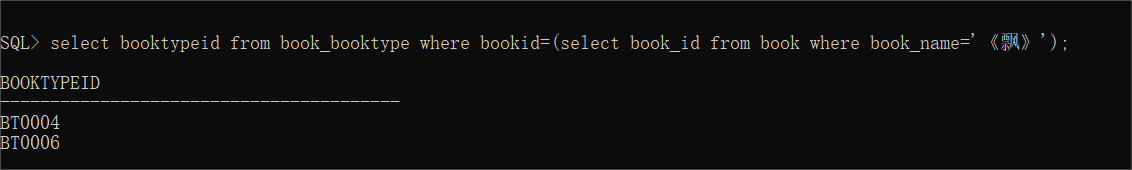 SQL> select booktypeid from book_booktype where bookid=(select book_id from book where book_name='《飘》');
BOOKTYPEID
----------------------------------------
BT0004
BT0006